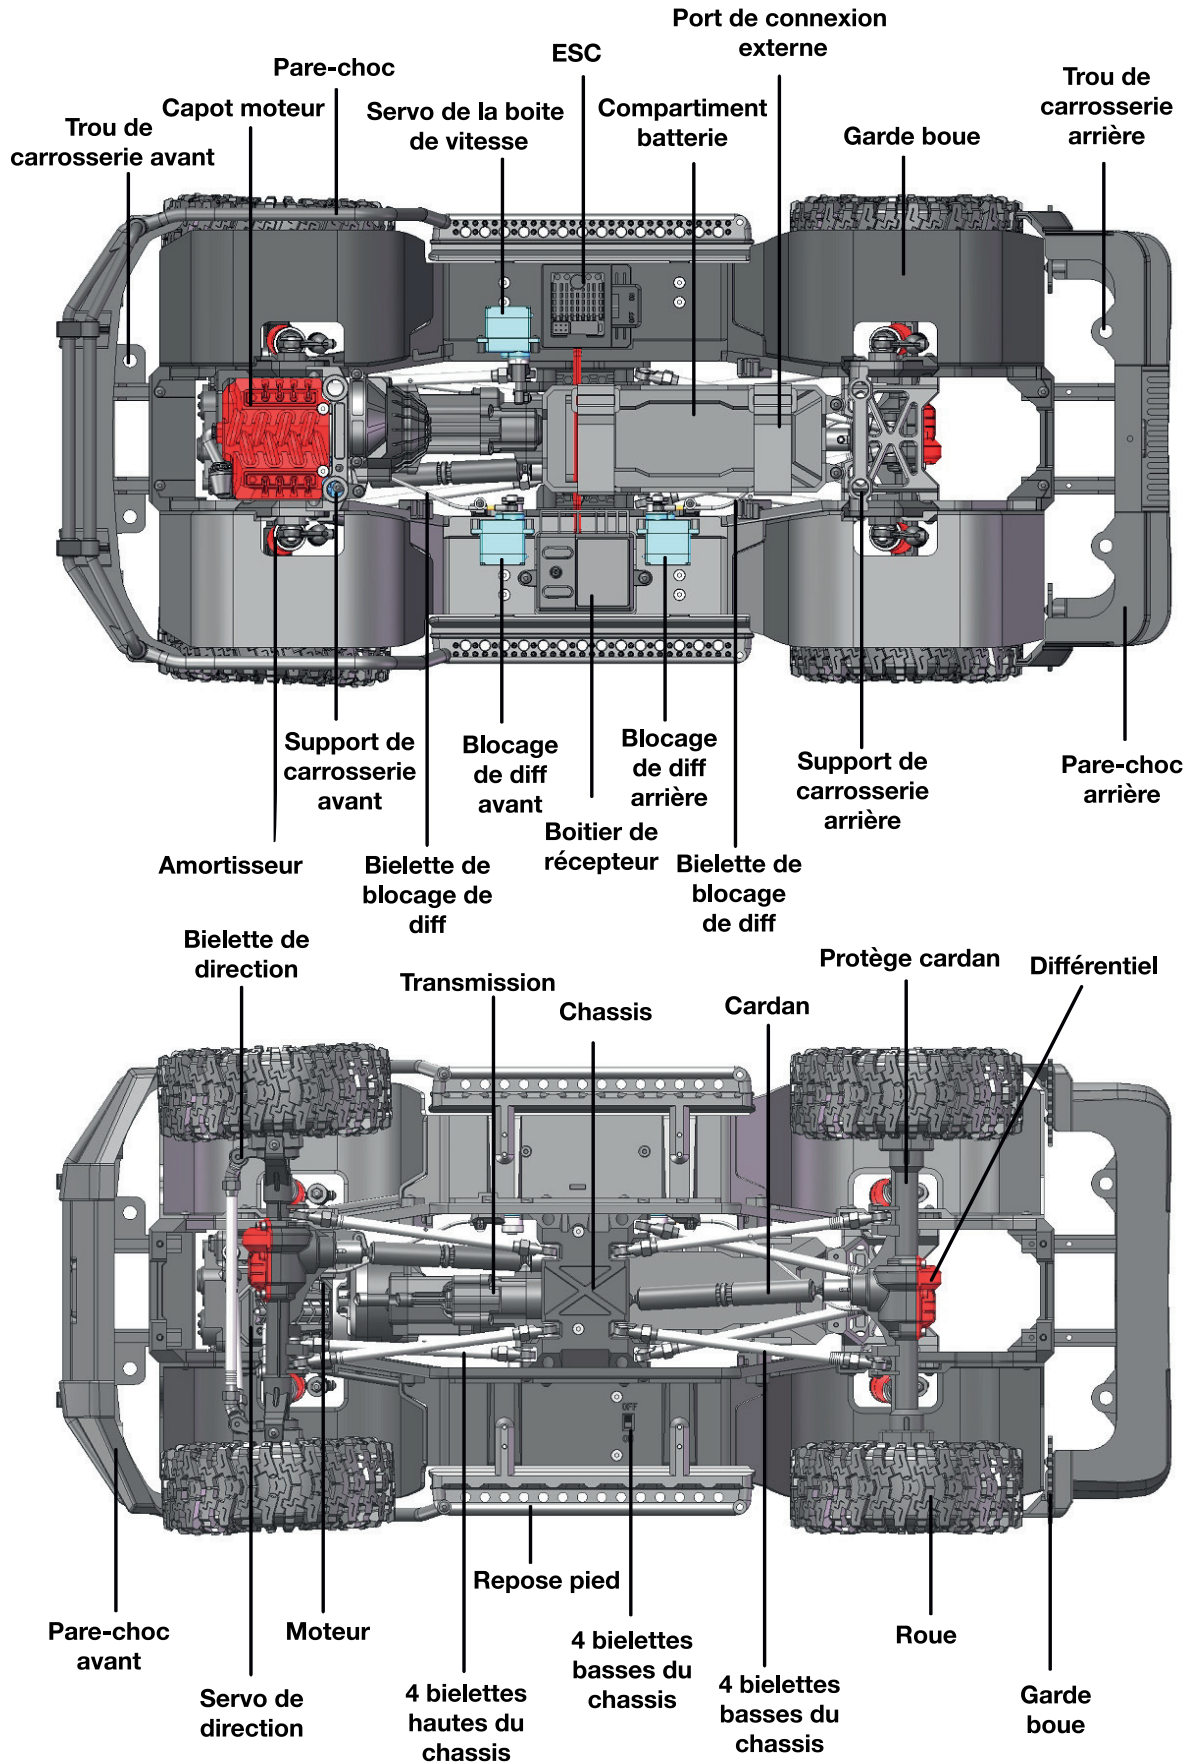 Port de connexion
externe
ESC
Pare-choc
Capot moteur
Trou de
carrosserie avant
Servo de la boite
de vitesse
Compartiment
batterie
Garde boue
Trou de
carrosserie
arrière
Support de
carrosserie
avant
Blocage
de diff
avant
Blocage
de diff
arrière
Support de
carrosserie
arrière
Pare-choc
arrière
Boitier de
récepteur
Amortisseur
Bielette de
blocage de
diff
Bielette de
blocage
de diff
Bielette de
direction
Transmission
Chassis
Cardan
Protège cardan
Différentiel
OFF
Repose pied
Pare-choc
avant
Moteur
Servo de
direction
4 bielettes
hautes du
chassis
4 bielettes
basses du
chassis
4 bielettes
basses du
chassis
Roue
Garde
boue